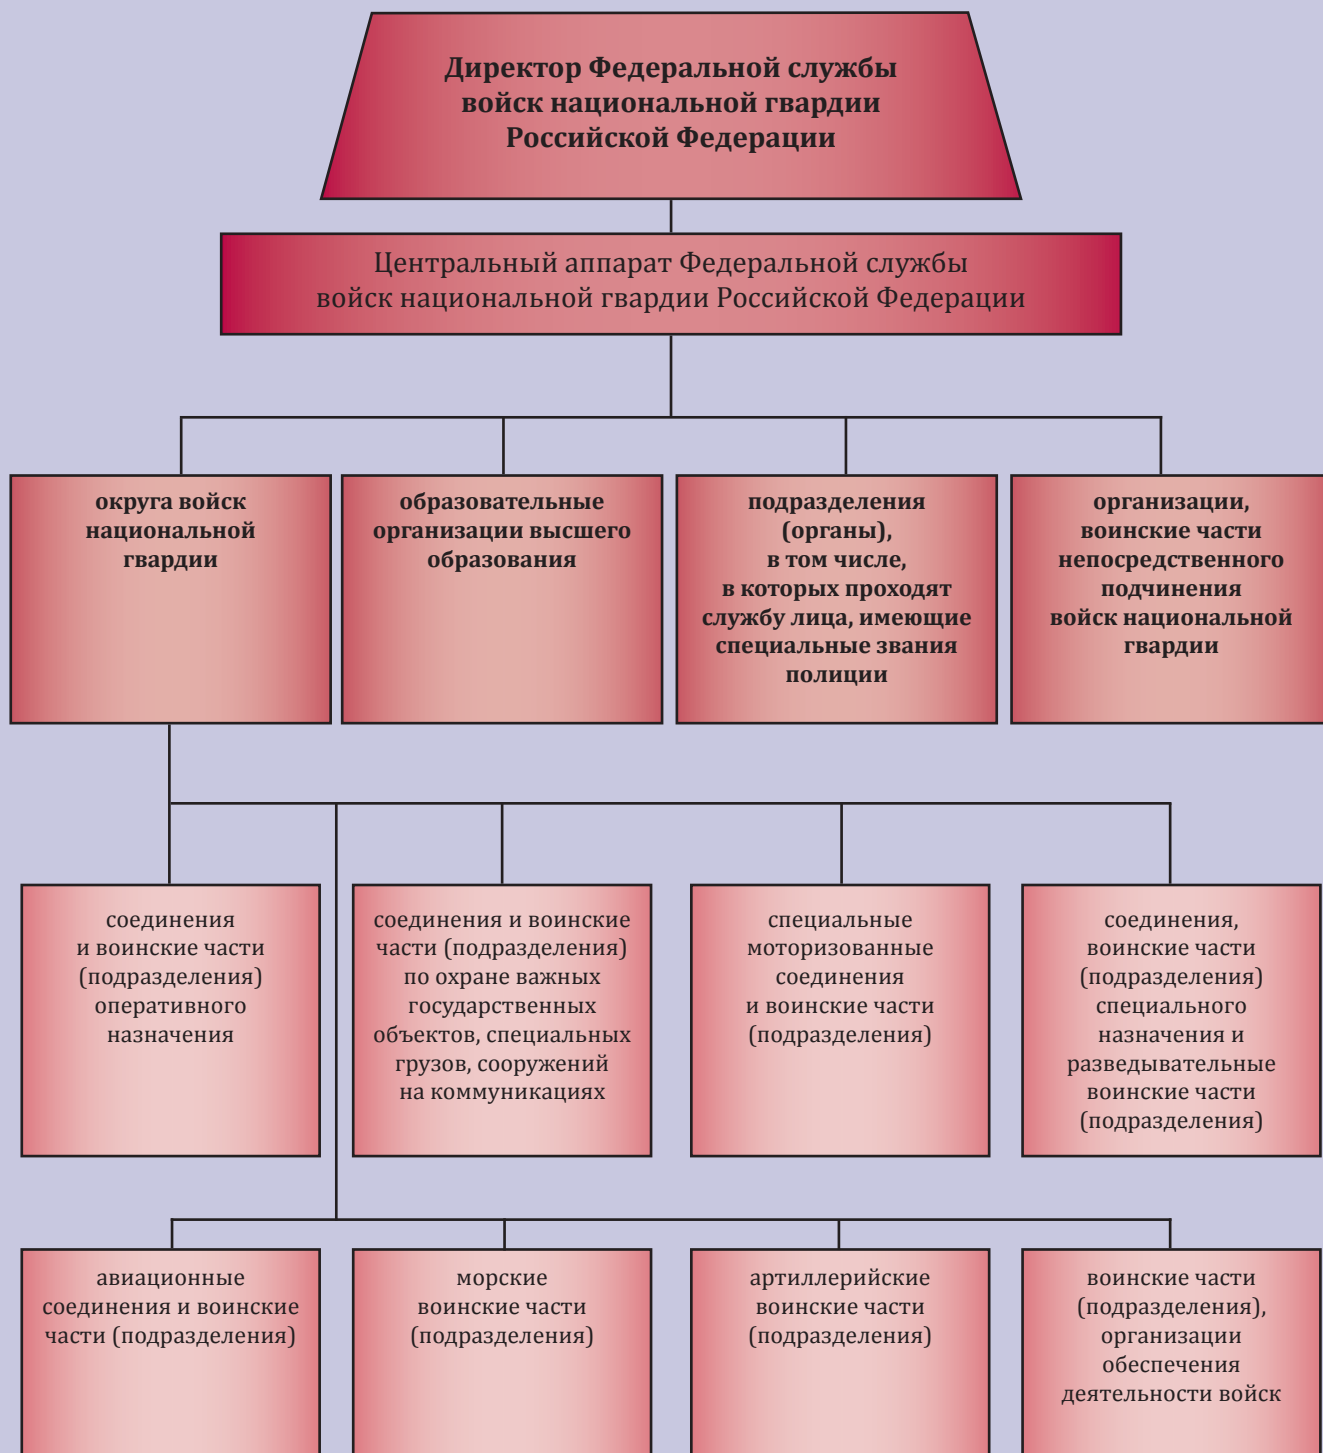 Директор Федеральной службы
войск национальной гвардии
Российской Федерации
Центральный аппарат Федеральной службы
войск национальной гвардии Российской Федерации
округа войск
национальной
гвардии
образовательные
организации высшего
образования
подразделения
(органы),
в том числе,
в которых проходят
службу лица, имеющие
специальные звания
полиции
организации,
воинские части
непосредственного
подчинения
войск национальной
гвардии
соединения
и воинские части
(подразделения)
оперативного
назначения
соединения и воинские
части (подразделения)
по охране важных
государственных
объектов, специальных
грузов, сооружений
на коммуникациях
специальные
моторизованные
соединения
и воинские части
(подразделения)
соединения,
воинские части
(подразделения)
специального
назначения и
разведывательные
воинские части
(подразделения)
авиационные
соединения и воинские
части (подразделения)
морские
воинские части
(подразделения)
артиллерийские
воинские части
(подразделения)
воинские части
(подразделения),
организации
обеспечения
деятельности войск